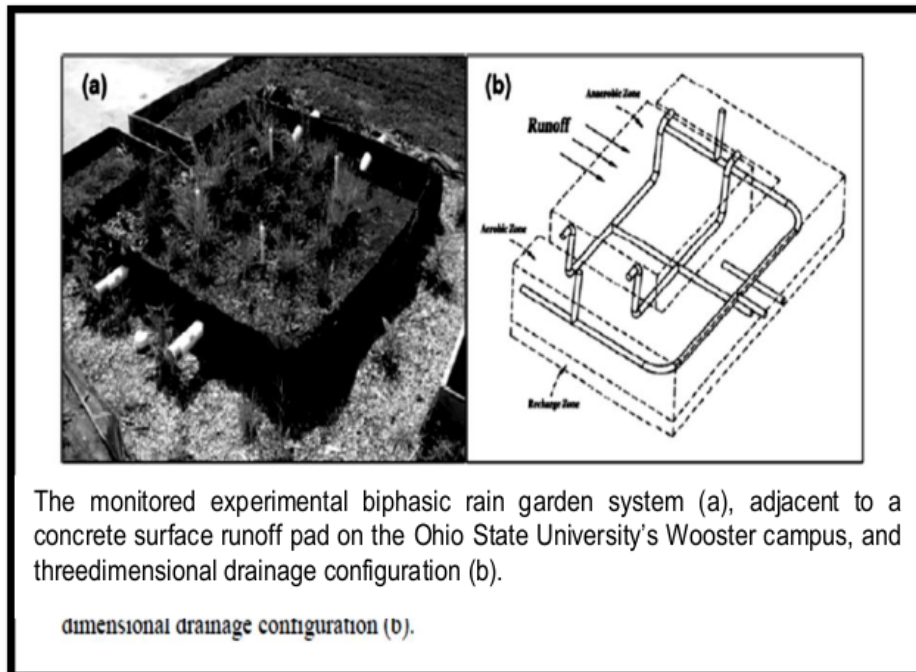 (a)
(b)
Anaerobic Zone
Runoff
Aerobic Zone
Recharge Zone
The monitored experimental biphasic rain garden system (a), adjacent to a
concrete surface runoff pad on the Ohio State University's Wooster campus, and
threedimensional drainage configuration (b).
dimensional drainage configuration (b).